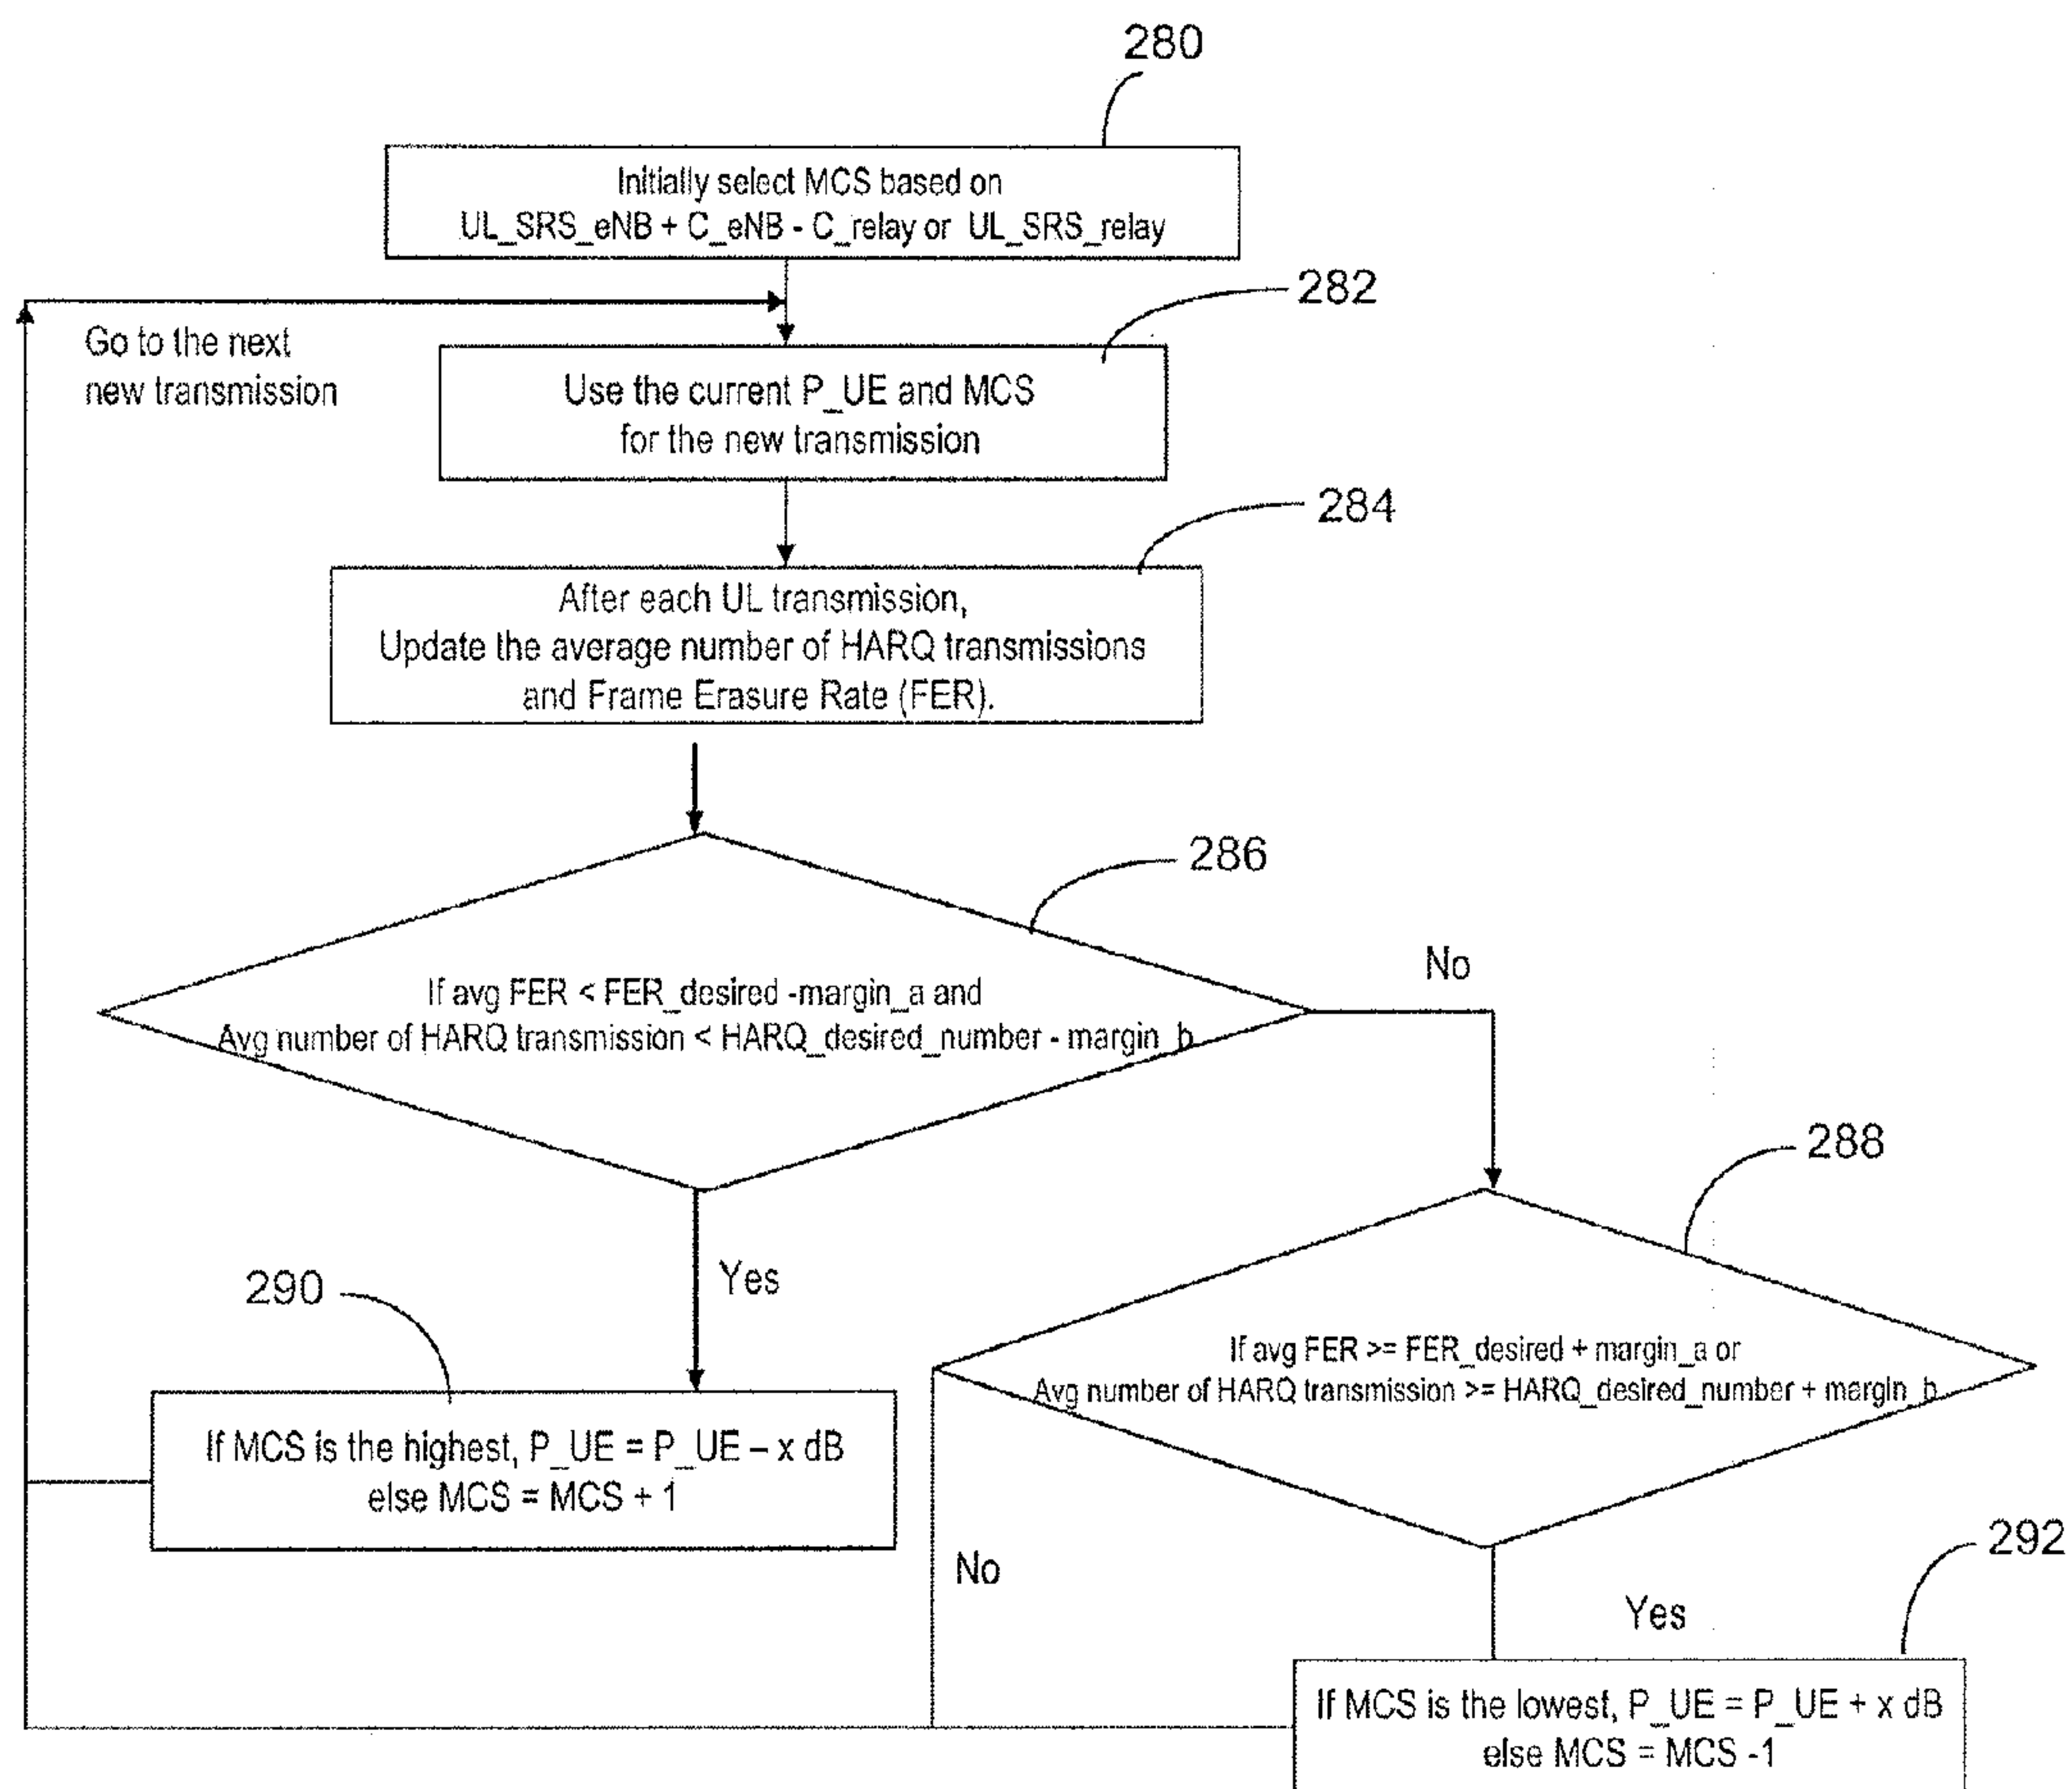 280
Initially select MCS based on
UL_SRS_eNB + C_eNB - C_relay or UL_SRS_relay
282
Go to the next
new transmission
Use the current P_UE and MCS
for the new transmission
284
After each UL transmission,
Update the average number of HARQ transmissions
and Frame Erasure Rate (FER).
286
No
If avg FER < FER_desired -margin_a and
Avg number of HARQ transmission < HARQ_desired_number - margin_b
288
Yes
290
If avg FER >= FER_desired + margin_a or
Avg number of HARQ transmission >= HARQ_desired_number + margin_b
If MCS is the highest, P_UE = P_UE – x dB
else MCS = MCS + 1
292
No
Yes
If MCS is the lowest, P_UE = P_UE + x dB
else MCS = MCS -1